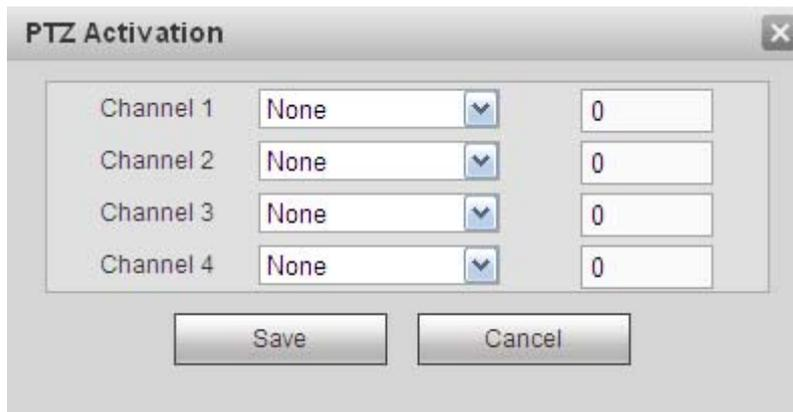 PTZ Activation
Channel 1 None 0
Channel 2 None 0
Channel 3 None 0
Channel 4 None 0
Save Cancel